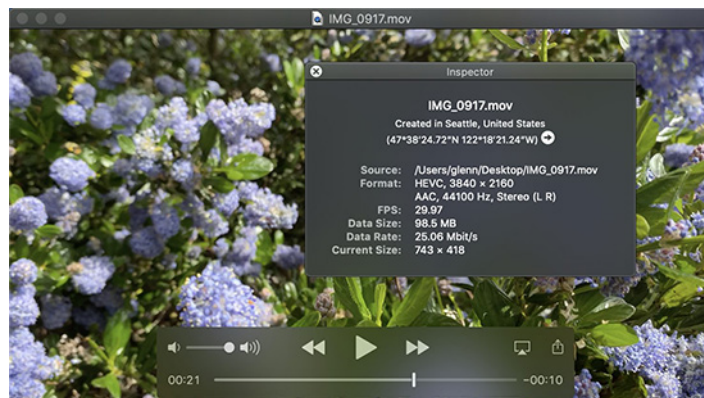 IMG_0917.mov
Inspector
IMG_0917.mov
Created in Seattle, United States
(47°38'24.72"N 122°18'21.24"W)
Source: /Users/glenn/Desktop/IMG_0917.mov
Format: HEVC, 3840 × 2160
AAC, 44100 Hz, Stereo (L R)
FPS: 29.97
Data Size: 98.5 MB
Data Rate: 25.06 Mbit/s
Current Size: 743 × 418
00:21 -00:10